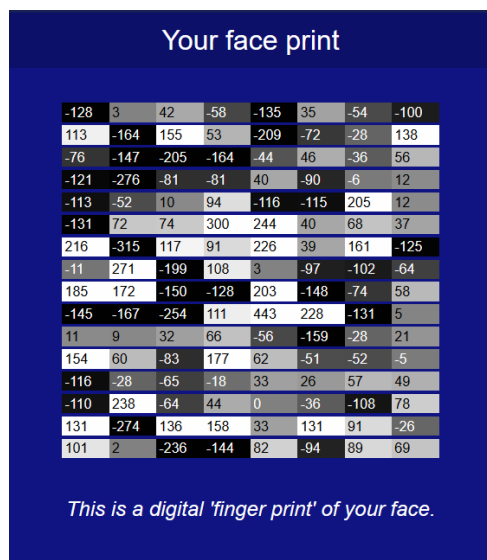 Your face print
-128 3 42 -58 -135 35 -54 -100
113 -164 155 53 -209 -72 -28 138
-76 -147 -205 -164 -44 46 -36 56
-121 -276 -81 -81 40 -90 -6 12
-113 -52 10 94 -116 -115 205 12
-131 72 74 300 244 40 68 37
216 -315 117 91 226 39 161 -125
-11 271 -199 108 3 -97 -102 -64
185 172 -150 -128 203 -148 -74 58
-145 -167 -254 111 443 228 -131 5
11 9 32 66 -56 -159 -28 21
154 60 -83 177 62 -51 -52 -5
-116 -28 -65 -18 33 26 57 49
-110 238 -64 44 0 -36 -108 78
131 -274 136 158 33 131 91 -26
101 2 -236 -144 82 -94 89 69
This is a digital 'finger print' of your face.